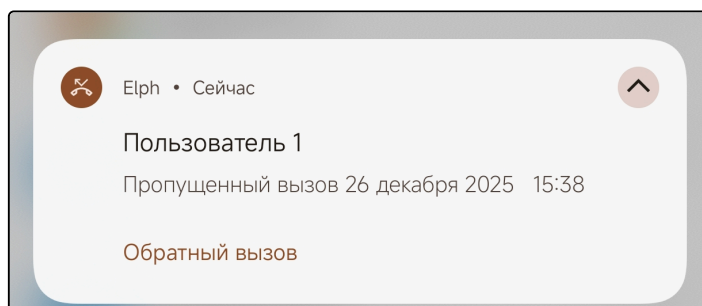 Elph • Сейчас
Пользователь 1
Пропущенный вызов 26 декабря 2025 15:38
Обратный вызов